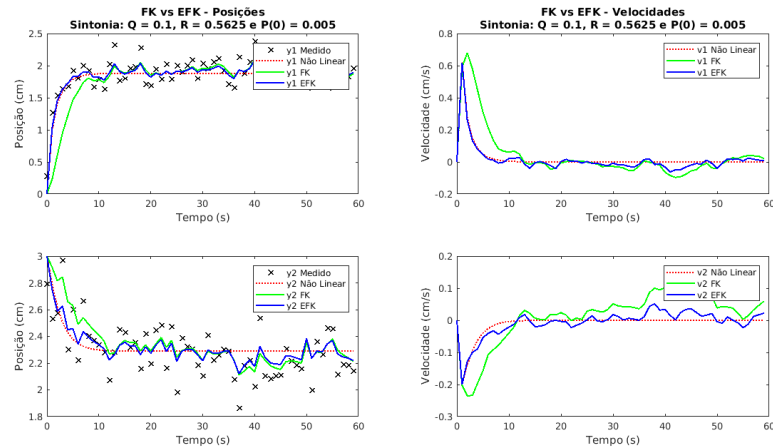 FK vs EFK - Posições
Sintonia: Q = 0.1, R = 0.5625 e P(0) = 0.005
2.5
2
1.5
1
0.5
0
Posição (cm)
y1 Medido
y1 Não Linear
y1 FK
y1 EFK
0 10 20 30 40 50 60
Tempo (s)
FK vs EFK - Velocidades
Sintonia: Q = 0.1, R = 0.5625 e P(0) = 0.005
0.8
0.6
0.4
0.2
0
-0.2
Velocidade (cm/s)
v1 Não Linear
v1 FK
v1 EFK
0 10 20 30 40 50 60
Tempo (s)
3
2.8
2.6
2.4
2.2
2
1.8
Posição (cm)
y2 Medido
y2 Não Linear
y2 FK
y2 EFK
0 10 20 30 40 50 60
Tempo (s)
0.2
0.1
0
-0.1
-0.2
-0.3
Velocidade (cm/s)
v2 Não Linear
v2 FK
v2 EFK
0 10 20 30 40 50 60
Tempo (s)